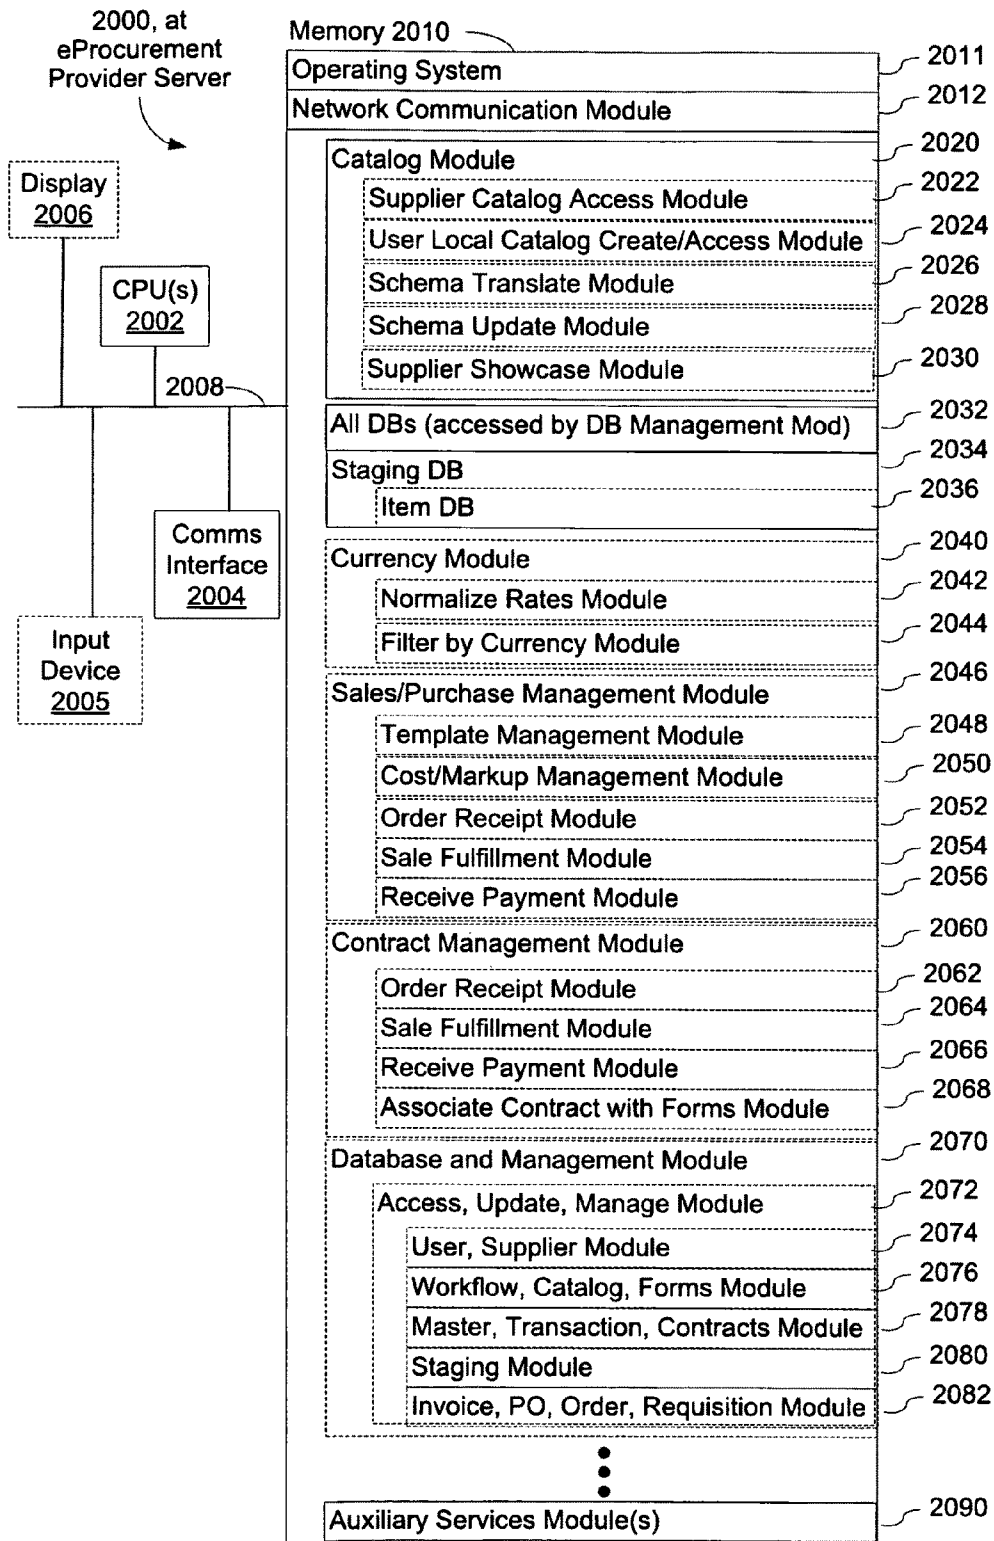 2000, at
eProcurement
Provider Server
Memory 2010
Operating System
2011
Network Communication Module
2012
Catalog Module
2020
Supplier Catalog Access Module
2022
User Local Catalog Create/Access Module
2024
Schema Translate Module
2026
Schema Update Module
2028
Supplier Showcase Module
2030
Display
2006
CPU(s)
2002
2008
Comms
Interface
2004
Input
Device
2005
All DBs (accessed by DB Management Mod)
2032
Staging DB
2034
Item DB
2036
Currency Module
2040
Normalize Rates Module
2042
Filter by Currency Module
2044
Sales/Purchase Management Module
2046
Template Management Module
2048
Cost/Markup Management Module
2050
Order Receipt Module
2052
Sale Fulfillment Module
2054
Receive Payment Module
2056
Contract Management Module
2060
Order Receipt Module
2062
Sale Fulfillment Module
2064
Receive Payment Module
2066
Associate Contract with Forms Module
2068
Database and Management Module
2070
Access, Update, Manage Module
2072
User, Supplier Module
2074
Workflow, Catalog, Forms Module
2076
Master, Transaction, Contracts Module
2078
Staging Module
2080
Invoice, PO, Order, Requisition Module
2082
Auxiliary Services Module(s)
2090